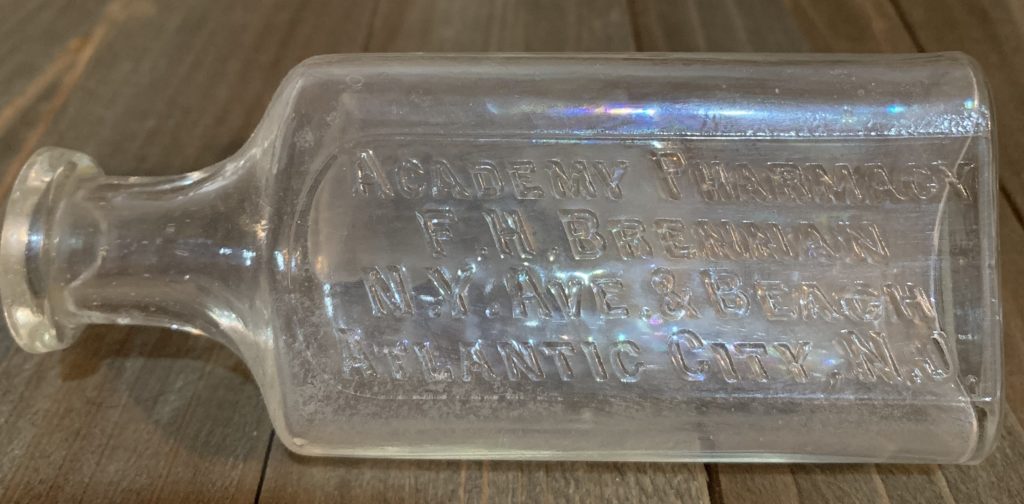 ACADEMY PHARMACY
F.H. BRENNAN
N.Y. AVE. & BEACH
ATLANTIC CITY, N.J.